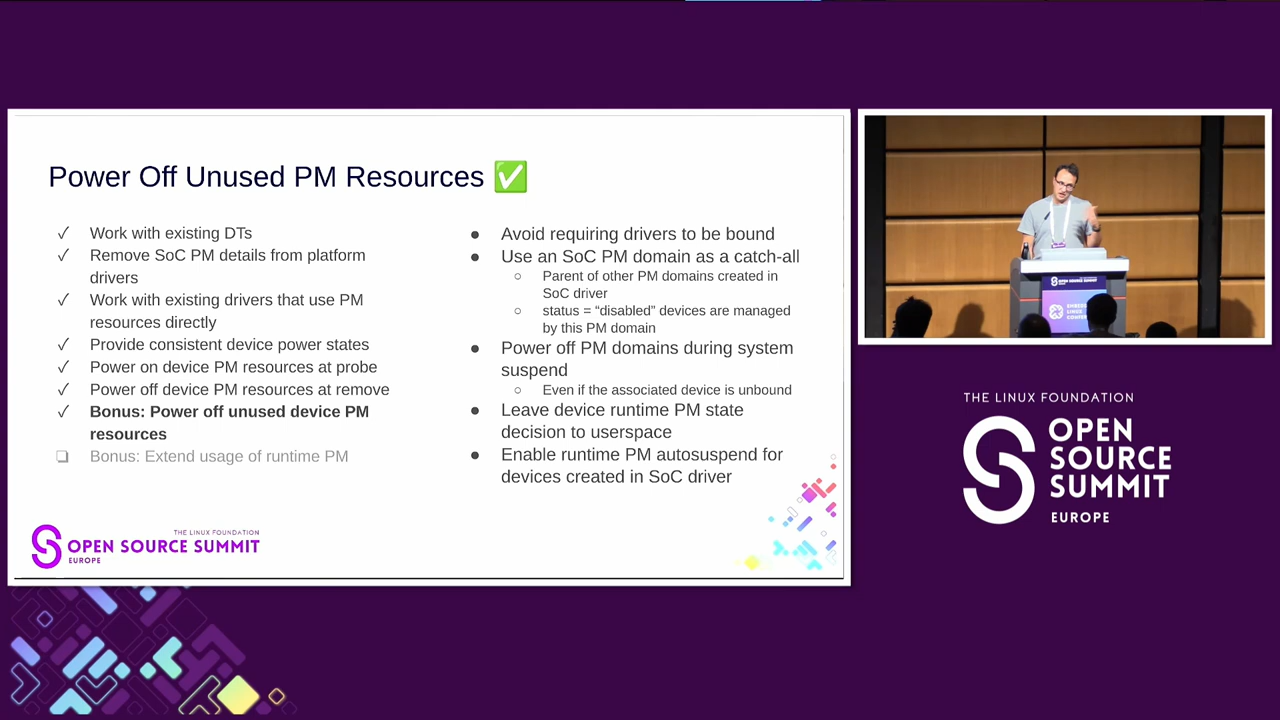 Power Off Unused PM Resources ✅
✓ Work with existing DTs
✓ Remove SoC PM details from platform
drivers
✓ Work with existing drivers that use PM
resources directly
✓ Provide consistent device power states
✓ Power on device PM resources at probe
✓ Power off device PM resources at remove
✓ Bonus: Power off unused device PM
resources
❏ Bonus: Extend usage of runtime PM
● Avoid requiring drivers to be bound
● Use an SoC PM domain as a catch-all
○ Parent of other PM domains created in
SoC driver
○ status = “disabled” devices are managed
by this PM domain
● Power off PM domains during system
suspend
○ Even if the associated device is unbound
● Leave device runtime PM state
decision to userspace
● Enable runtime PM autosuspend for
devices created in SoC driver
THE LINUX FOUNDATION
OPEN SOURCE SUMMIT
EUROPE
THE LINUX FOUNDATION
OPEN
SOURCE
SUMMIT
EUROPE